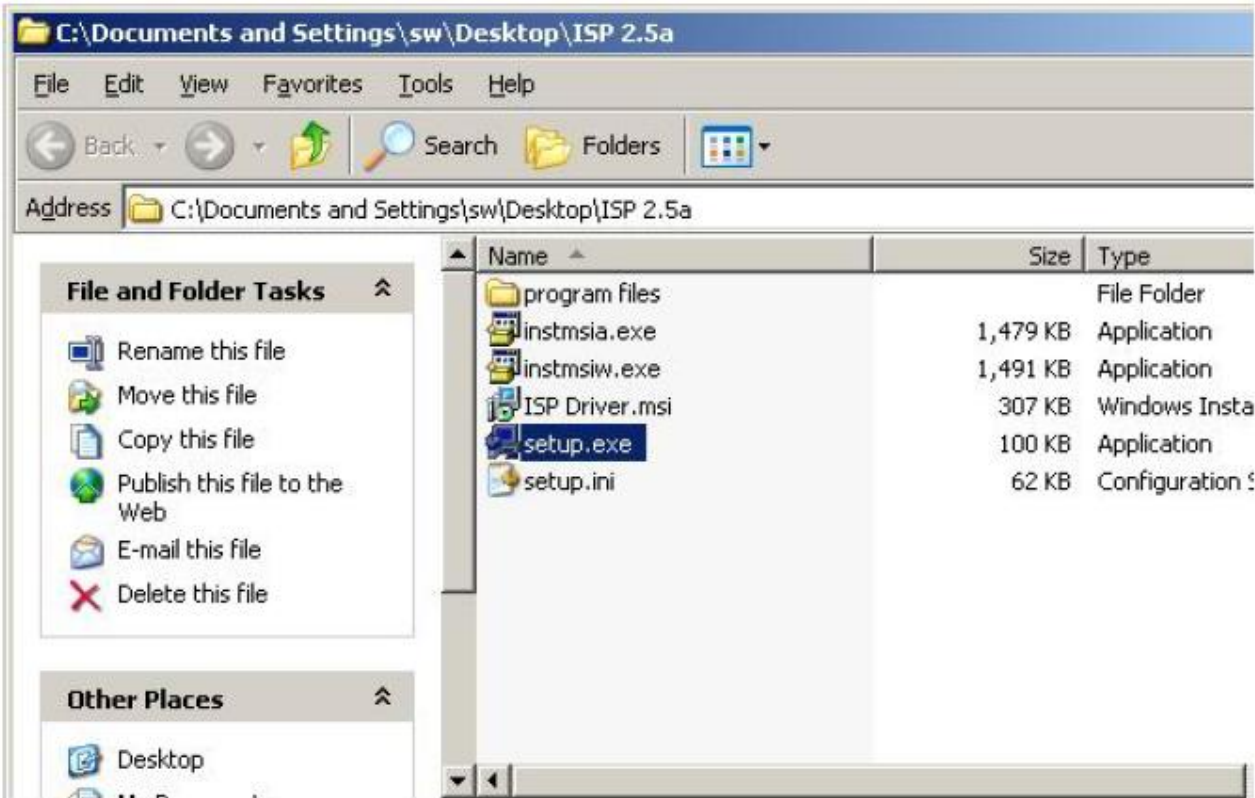 C:\Documents and Settings\sw\Desktop\ISP 2.5a
File Edit View Favorites Tools Help
Back Search Folders
Address C:\Documents and Settings\sw\Desktop\ISP 2.5a
File and Folder Tasks
Rename this file
Move this file
Copy this file
Publish this file to the
Web
E-mail this file
Delete this file
Other Places
Desktop
Name Size Type
program files File Folder
instmsia.exe 1,479 KB Application
instmsiw.exe 1,491 KB Application
ISP Driver.msi 307 KB Windows Insta
setup.exe 100 KB Application
setup.ini 62 KB Configuration